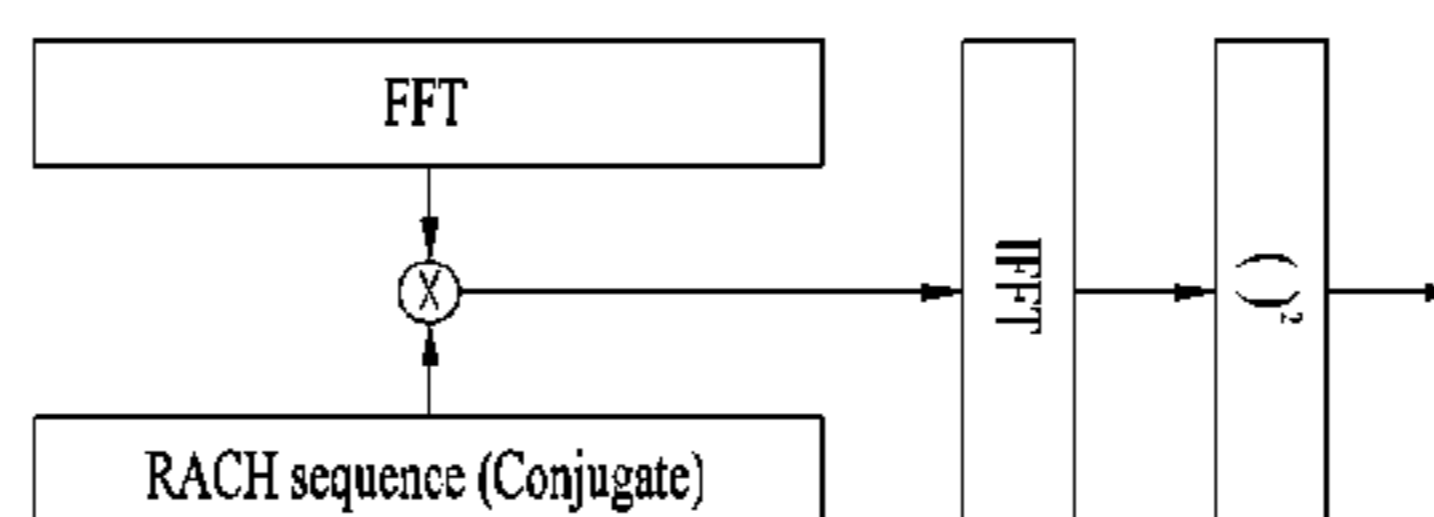 FFT
X
IFFT
( )²
RACH sequence (Conjugate)